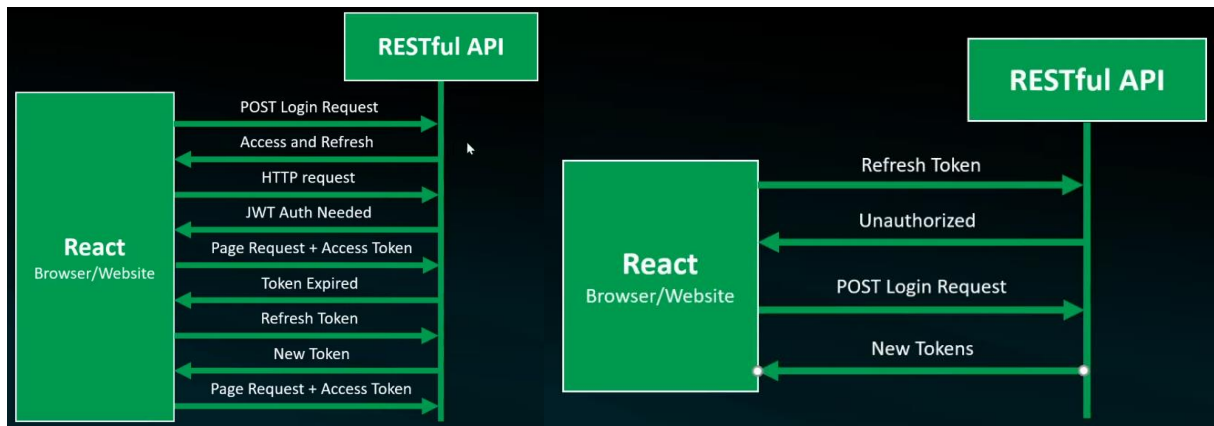 RESTful API
POST Login Request
Access and Refresh
HTTP request
JWT Auth Needed
React
Browser/Website
Page Request + Access Token
Token Expired
Refresh Token
New Token
Page Request + Access Token
RESTful API
Refresh Token
Unauthorized
React
Browser/Website
POST Login Request
New Tokens